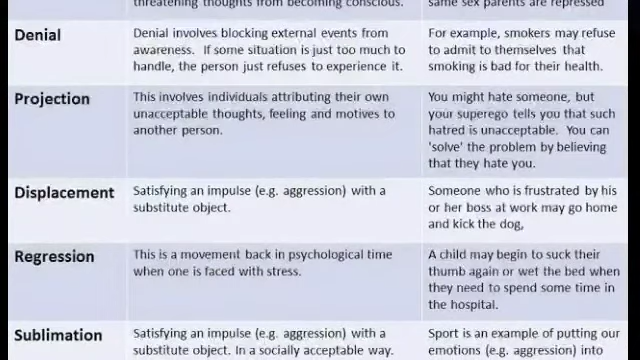 threatening thoughts from becoming conscious.
same sex parents are repressed
Denial
Denial involves blocking external events from
awareness. If some situation is just too much to
handle, the person just refuses to experience it.
For example, smokers may refuse
to admit to themselves that
smoking is bad for their health.
Projection
This involves individuals attributing their own
unacceptable thoughts, feeling and motives to
another person.
You might hate someone, but
your superego tells you that such
hatred is unacceptable. You can
'solve' the problem by believing
that they hate you.
Displacement
Satisfying an impulse (e.g. aggression) with a
substitute object.
Someone who is frustrated by his
or her boss at work may go home
and kick the dog,
Regression
This is a movement back in psychological time
when one is faced with stress.
A child may begin to suck their
thumb again or wet the bed when
they need to spend some time in
the hospital.
Sublimation
Satisfying an impulse (e.g. aggression) with a
substitute object. In a socially acceptable way.
Sport is an example of putting our
emotions (e.g. aggression) into